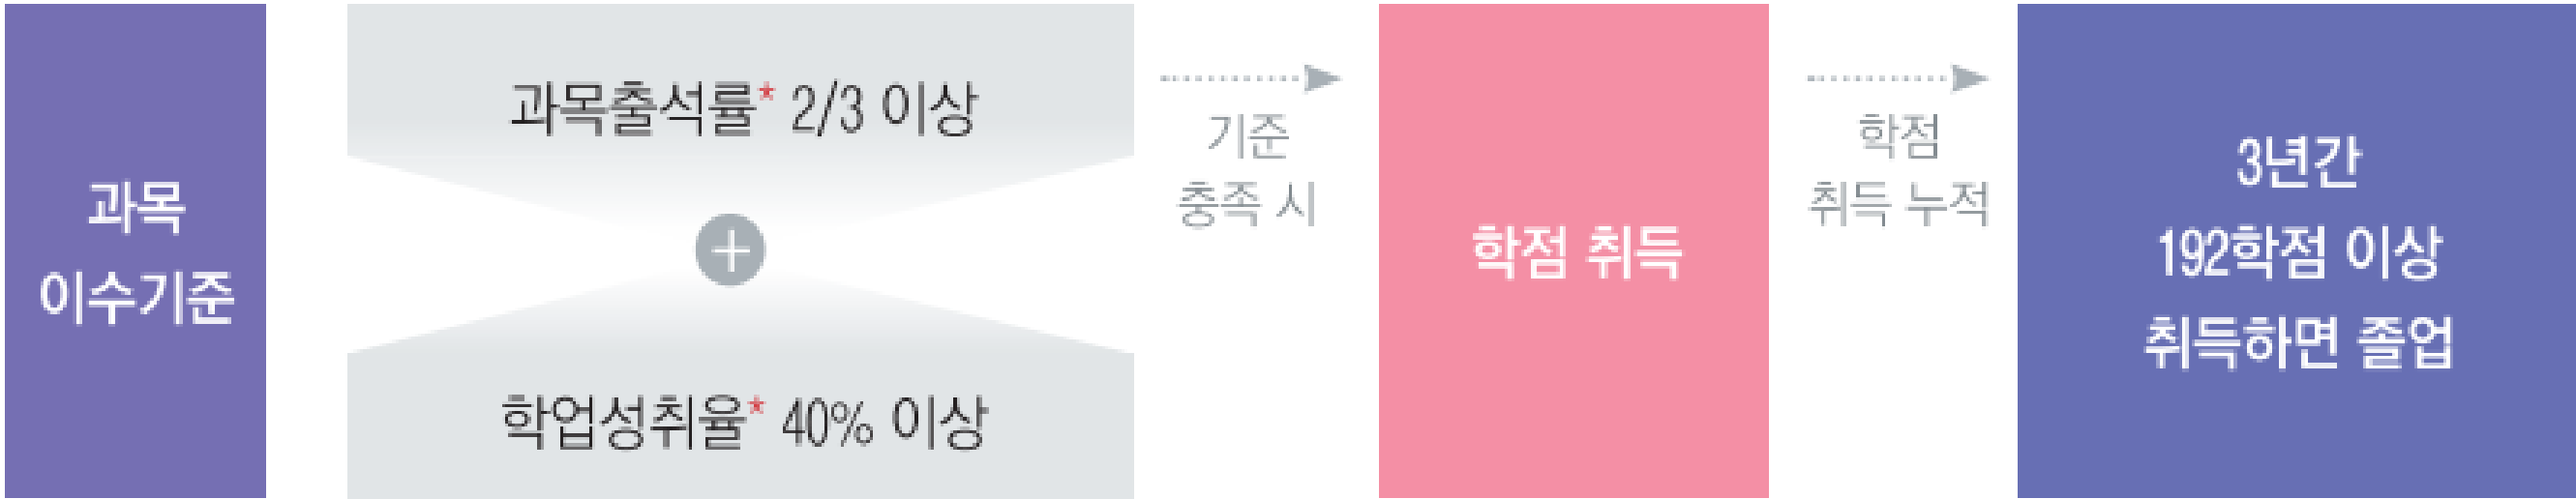 과목
이수기준
과목출석률* 2/3 이상
+
학업성취율* 40% 이상
기준
충족 시
학점 취득
학점
취득 누적
3년간
192학점 이상
취득하면 졸업